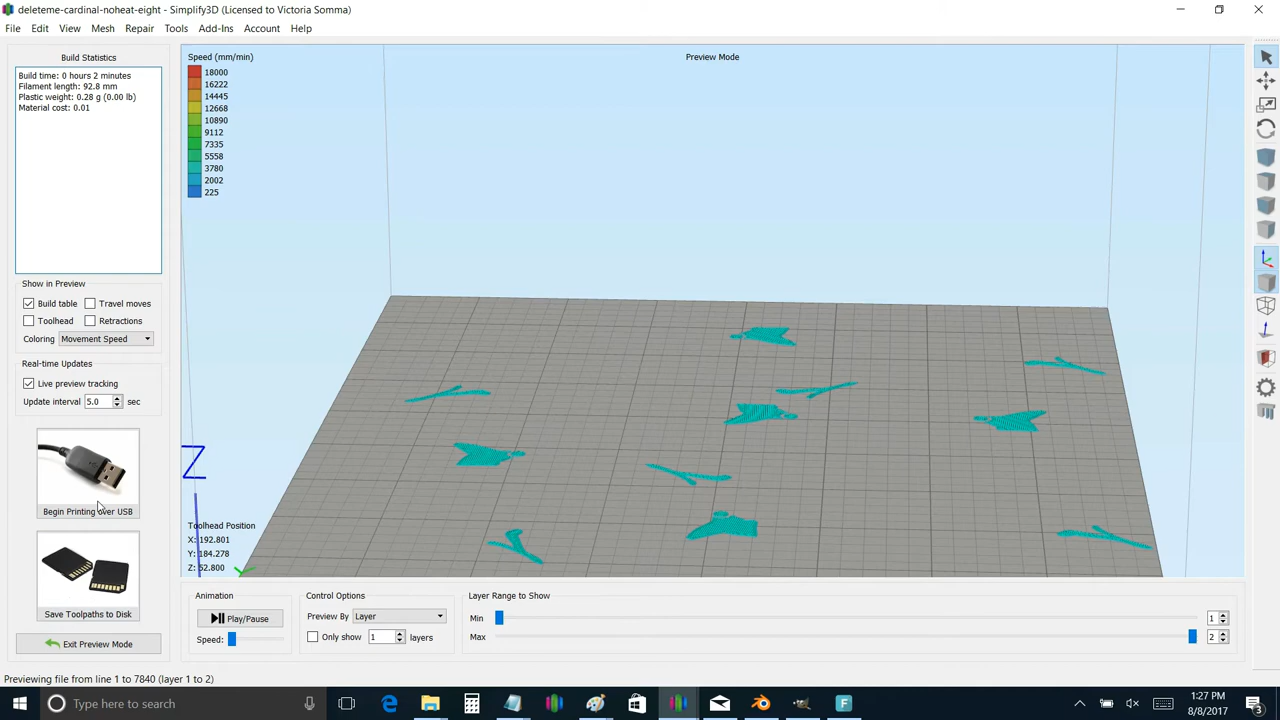 deleteme-cardinal-noheat-eight - Simplify3D (Licensed to Victoria Somma)
File Edit View Mesh Repair Tools Add-Ins Account Help
Build Statistics
Build time: 0 hours 2 minutes
Filament length: 92.8 mm
Plastic weight: 0.28 g (0.00 lb)
Material cost: 0.01
Show in Preview
Build table Travel moves
Toolhead Retractions
Coloring Movement Speed
Real-time Updates
Live preview tracking
Update interval 5.0 sec
Begin Printing over USB
Save Toolpaths to Disk
Exit Preview Mode
Speed (mm/min)
18000
16222
14445
12668
10890
9112
7335
5558
3780
2002
225
Preview Mode
Z
Toolhead Position
X: 192.801
Y: 184.278
Z: 52.800
Animation
Play/Pause
Speed:
Control Options
Preview By Layer
Only show 1 layers
Layer Range to Show
Min 1
Max 2
Previewing file from line 1 to 7840 (layer 1 to 2)
Type here to search
1:27 PM
8/8/2017
3